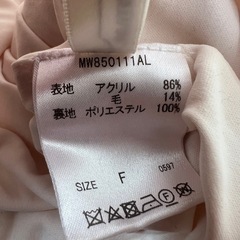 MW850111AL
表地 アクリル 86%
毛 14%
裏地 ポリエステル 100%
SIZE F 0597